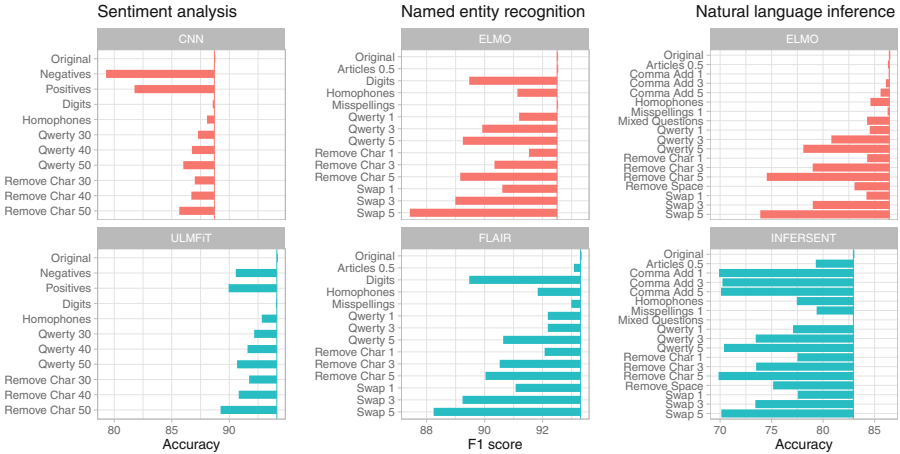 Sentiment analysis
CNN
Original
Negatives
Positives
Digits
Homophones
Qwerty 30
Qwerty 40
Qwerty 50
Remove Char 30
Remove Char 40
Remove Char 50
ULMFiT
Original
Negatives
Positives
Digits
Homophones
Qwerty 30
Qwerty 40
Qwerty 50
Remove Char 30
Remove Char 40
Remove Char 50
80 90
Accuracy
Named entity recognition
ELMO
Original
Articles 0.5
Digits
Homophones
Misspellings
Qwerty 1
Qwerty 3
Qwerty 5
Remove Char 1
Remove Char 3
Remove Char 5
Swap 1
Swap 3
Swap 5
FLAIR
Original
Articles 0.5
Digits
Homophones
Misspellings
Qwerty 1
Qwerty 3
Qwerty 5
Remove Char 1
Remove Char 3
Remove Char 5
Swap 1
Swap 3
Swap 5
88 90 92
F1 score
Natural language inference
ELMO
Original
Articles 0.5
Comma Add 1
Comma Add 3
Comma Add 5
Homophones
Misspellings 1
Mixed Questions
Qwerty 1
Qwerty 3
Qwerty 5
Remove Char 1
Remove Char 3
Remove Char 5
Remove Space
Swap 1
Swap 3
Swap 5
INFERSENT
Original
Articles 0.5
Comma Add 1
Comma Add 3
Comma Add 5
Homophones
Misspellings 1
Mixed Questions
Qwerty 1
Qwerty 3
Qwerty 5
Remove Char 1
Remove Char 3
Remove Char 5
Remove Space
Swap 1
Swap 3
Swap 5
70 75 80 85
Accuracy